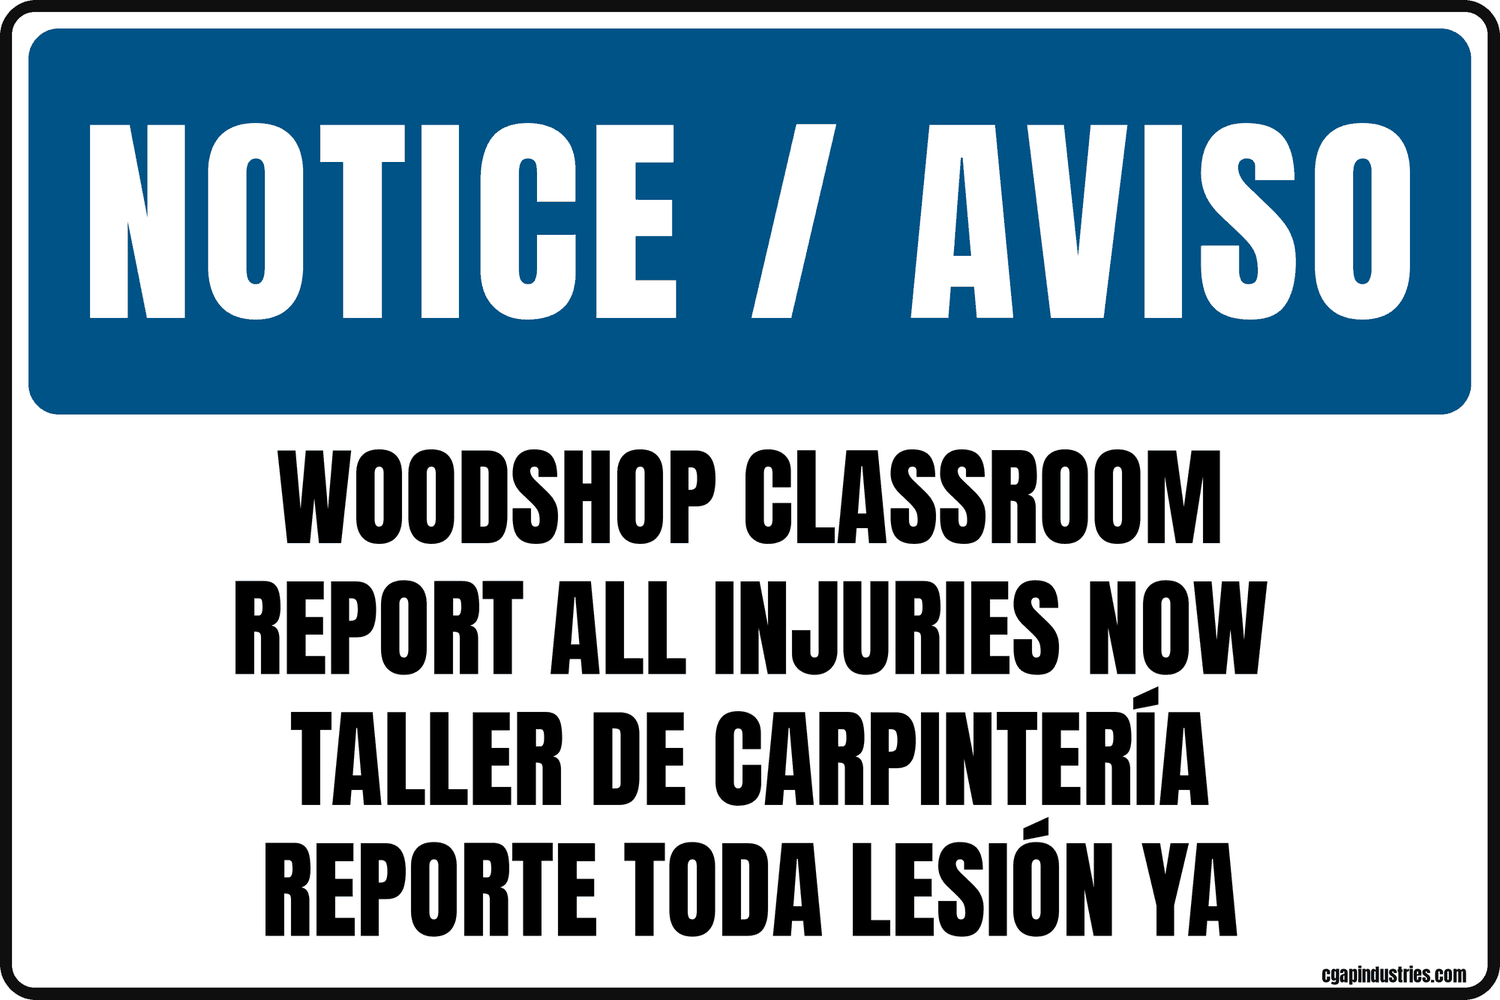 NOTICE / AVISO
WOODSHOP CLASSROOM
REPORT ALL INJURIES NOW
TALLER DE CARPINTERÍA
REPORTE TODA LESIÓN YA
cgapindustries.com